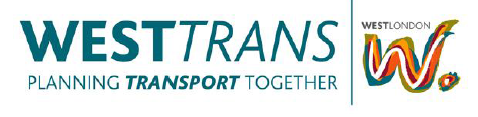 WESTTRANS
PLANNING TRANSPORT TOGETHER
WESTLONDON
W.